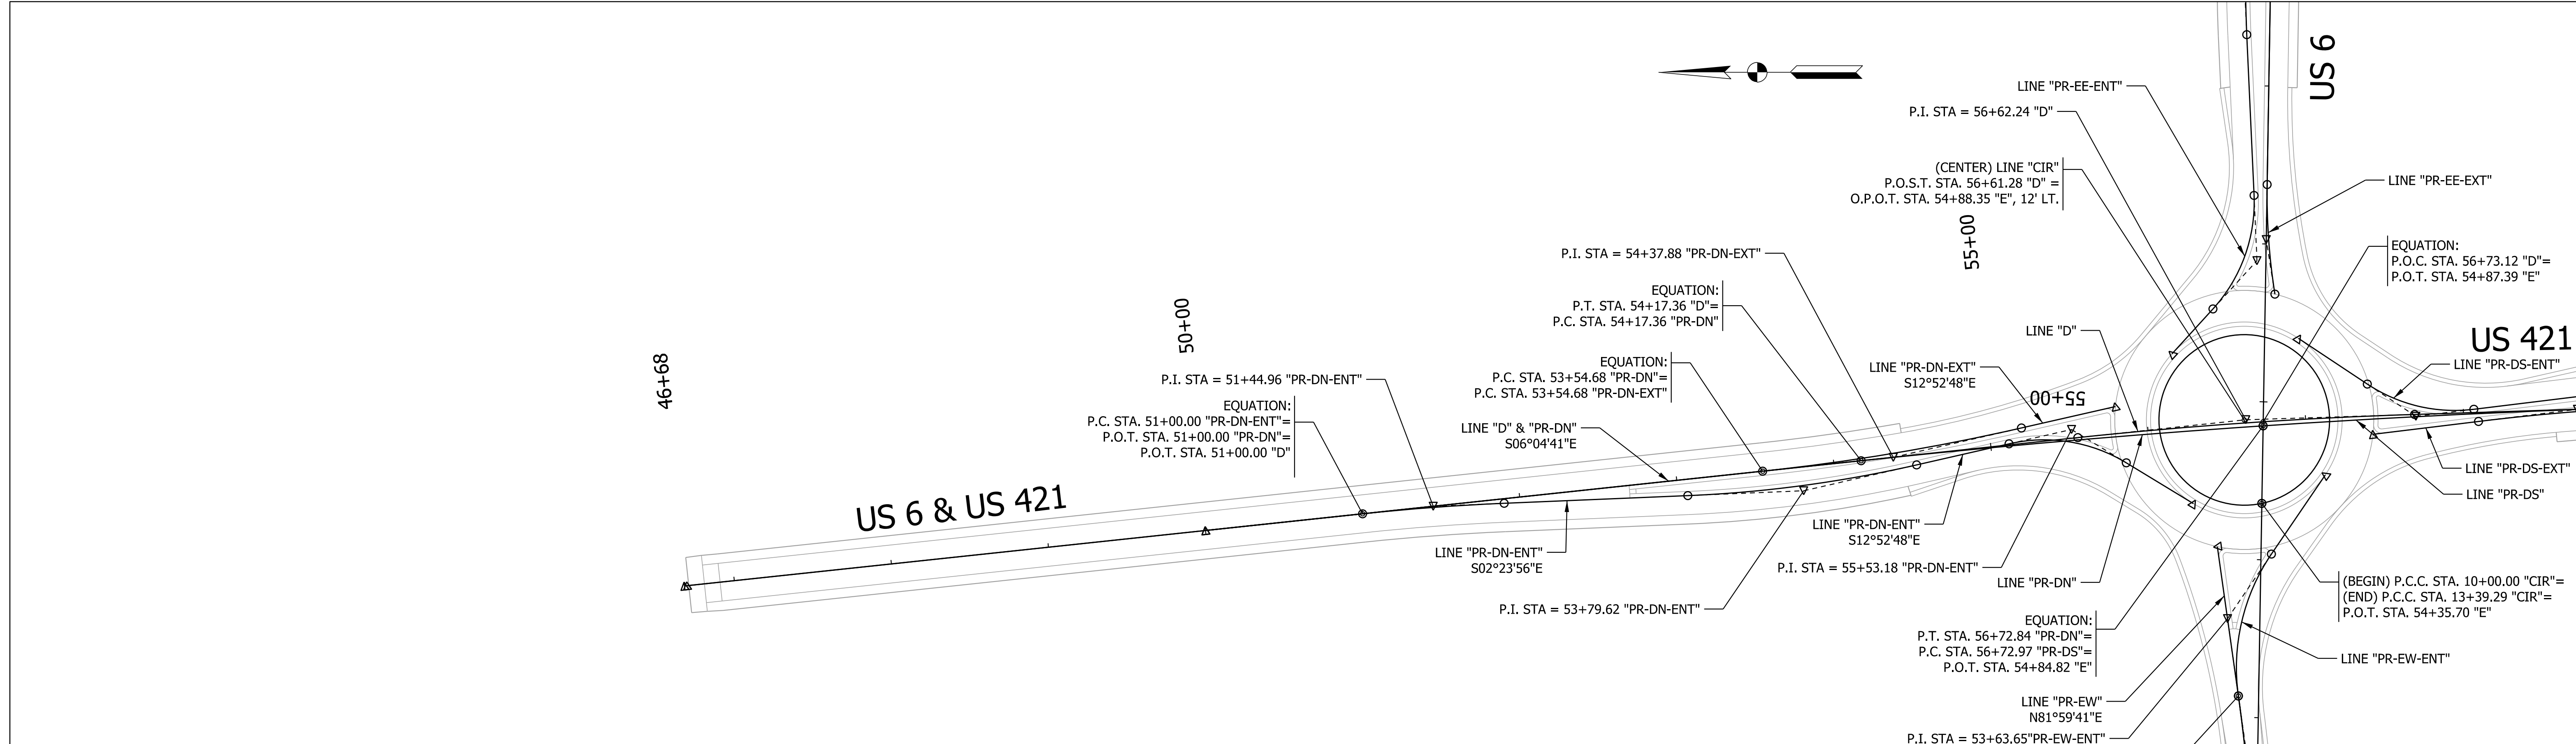 US 6
LINE "PR-EE-ENT"
P.I. STA = 56+62.24 "D"
(CENTER) LINE "CIR"
P.O.S.T. STA. 56+61.28 "D" =
O.P.O.T. STA. 54+88.35 "E", 12' LT.
LINE "PR-EE-EXT"
55+00
P.I. STA = 54+37.88 "PR-DN-EXT"
EQUATION:
P.O.C. STA. 56+73.12 "D"=
P.O.T. STA. 54+87.39 "E"
EQUATION:
P.T. STA. 54+17.36 "D"=
P.C. STA. 54+17.36 "PR-DN"
50+00
LINE "D"
US 421
46+68
P.I. STA = 51+44.96 "PR-DN-ENT"
EQUATION:
P.C. STA. 53+54.68 "PR-DN"=
P.C. STA. 53+54.68 "PR-DN-EXT"
LINE "PR-DN-EXT"
S12°52'48"E
LINE "PR-DS-ENT"
55+00
EQUATION:
P.C. STA. 51+00.00 "PR-DN-ENT"=
P.O.T. STA. 51+00.00 "PR-DN"=
P.O.T. STA. 51+00.00 "D"
LINE "D" & "PR-DN"
S06°04'41"E
LINE "PR-DS-EXT"
LINE "PR-DS"
US 6 & US 421
LINE "PR-DN-ENT"
S12°52'48"E
LINE "PR-DN-ENT"
S02°23'56"E
P.I. STA = 55+53.18 "PR-DN-ENT"
LINE "PR-DN"
(BEGIN) P.C.C. STA. 10+00.00 "CIR"=
(END) P.C.C. STA. 13+39.29 "CIR"=
P.O.T. STA. 54+35.70 "E"
P.I. STA = 53+79.62 "PR-DN-ENT"
EQUATION:
P.T. STA. 56+72.84 "PR-DN"=
P.C. STA. 56+72.97 "PR-DS"=
P.O.T. STA. 54+84.82 "E"
LINE "PR-EW-ENT"
LINE "PR-EW"
N81°59'41"E
P.I. STA = 53+63.65"PR-EW-ENT"